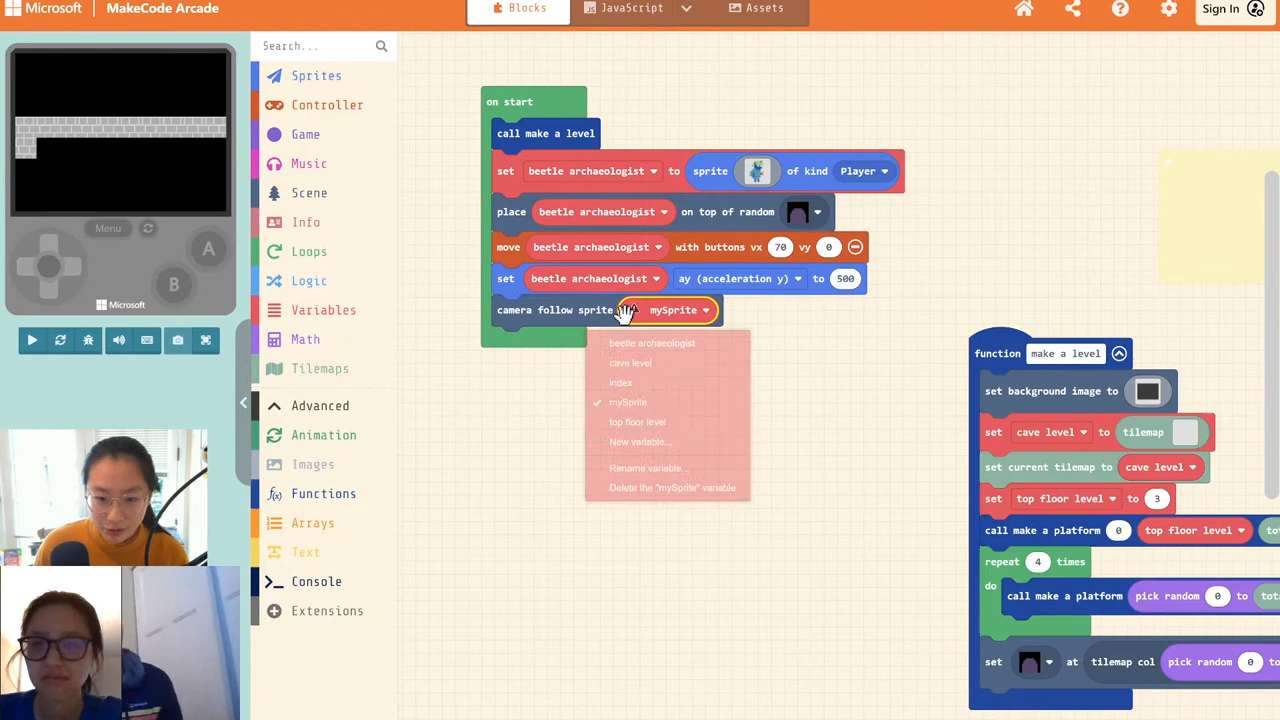 Microsoft
MakeCode Arcade
Blocks
JavaScript
Assets
Sign In
Search...
Sprites
Controller
Game
Music
Scene
Info
Loops
Logic
Variables
Math
Tilemaps
Advanced
Animation
Images
Functions
Arrays
Text
Console
Extensions
Menu
A
B
Microsoft
on start
call make a level
set beetle archaeologist to sprite of kind Player
place beetle archaeologist on top of random
move beetle archaeologist with buttons vx 70 vy 0
set beetle archaeologist ay (acceleration y) to 500
camera follow sprite mySprite
beetle archaeologist
cave level
index
mySprite
top floor level
New variable...
Rename variable...
Delete the "mySprite" variable
function make a level
set background image to
set cave level to tilemap
set current tilemap to cave level
set top floor level to 3
call make a platform 0 top floor level tot
repeat 4 times
do
call make a platform pick random 0 to tota
set at tilemap col pick random 0 to